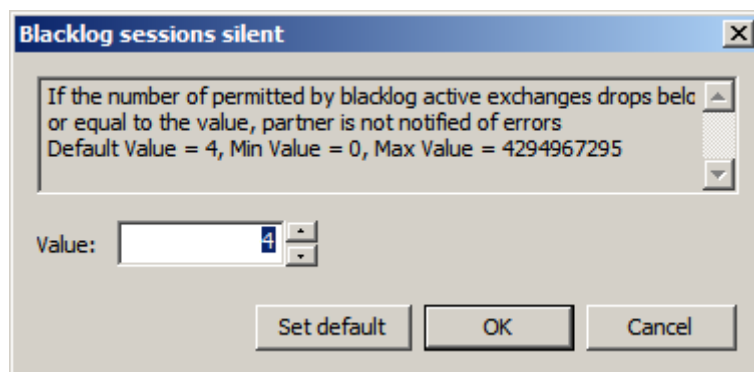 Blacklog sessions silent
If the number of permitted by blacklog active exchanges drops belo
or equal to the value, partner is not notified of errors
Default Value = 4, Min Value = 0, Max Value = 4294967295
Value: 4
Set default OK Cancel